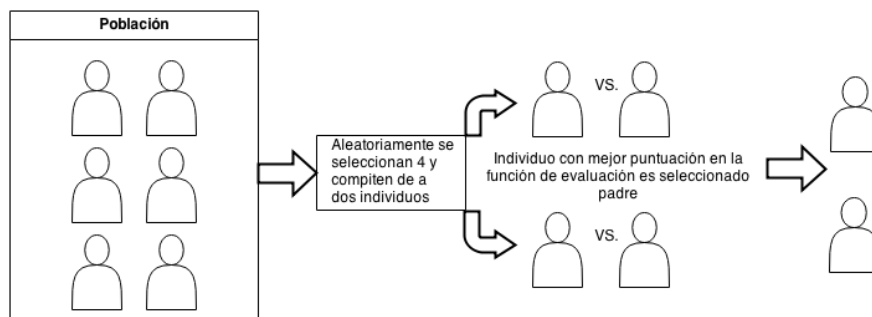 Población
Aleatoriamente se
seleccionan 4 y
compiten de a
dos individuos
VS.
Individuo con mejor puntuación en la
función de evaluación es seleccionado
padre
VS.